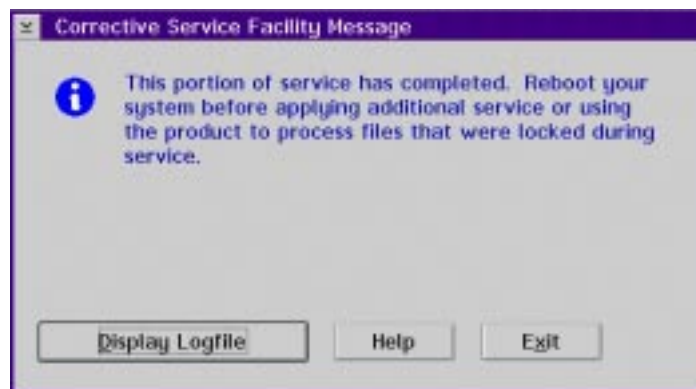 Corrective Service Facility Message
This portion of service has completed. Reboot your
system before applying additional service or using
the product to process files that were locked during
service.
Display Logfile
Help
Exit